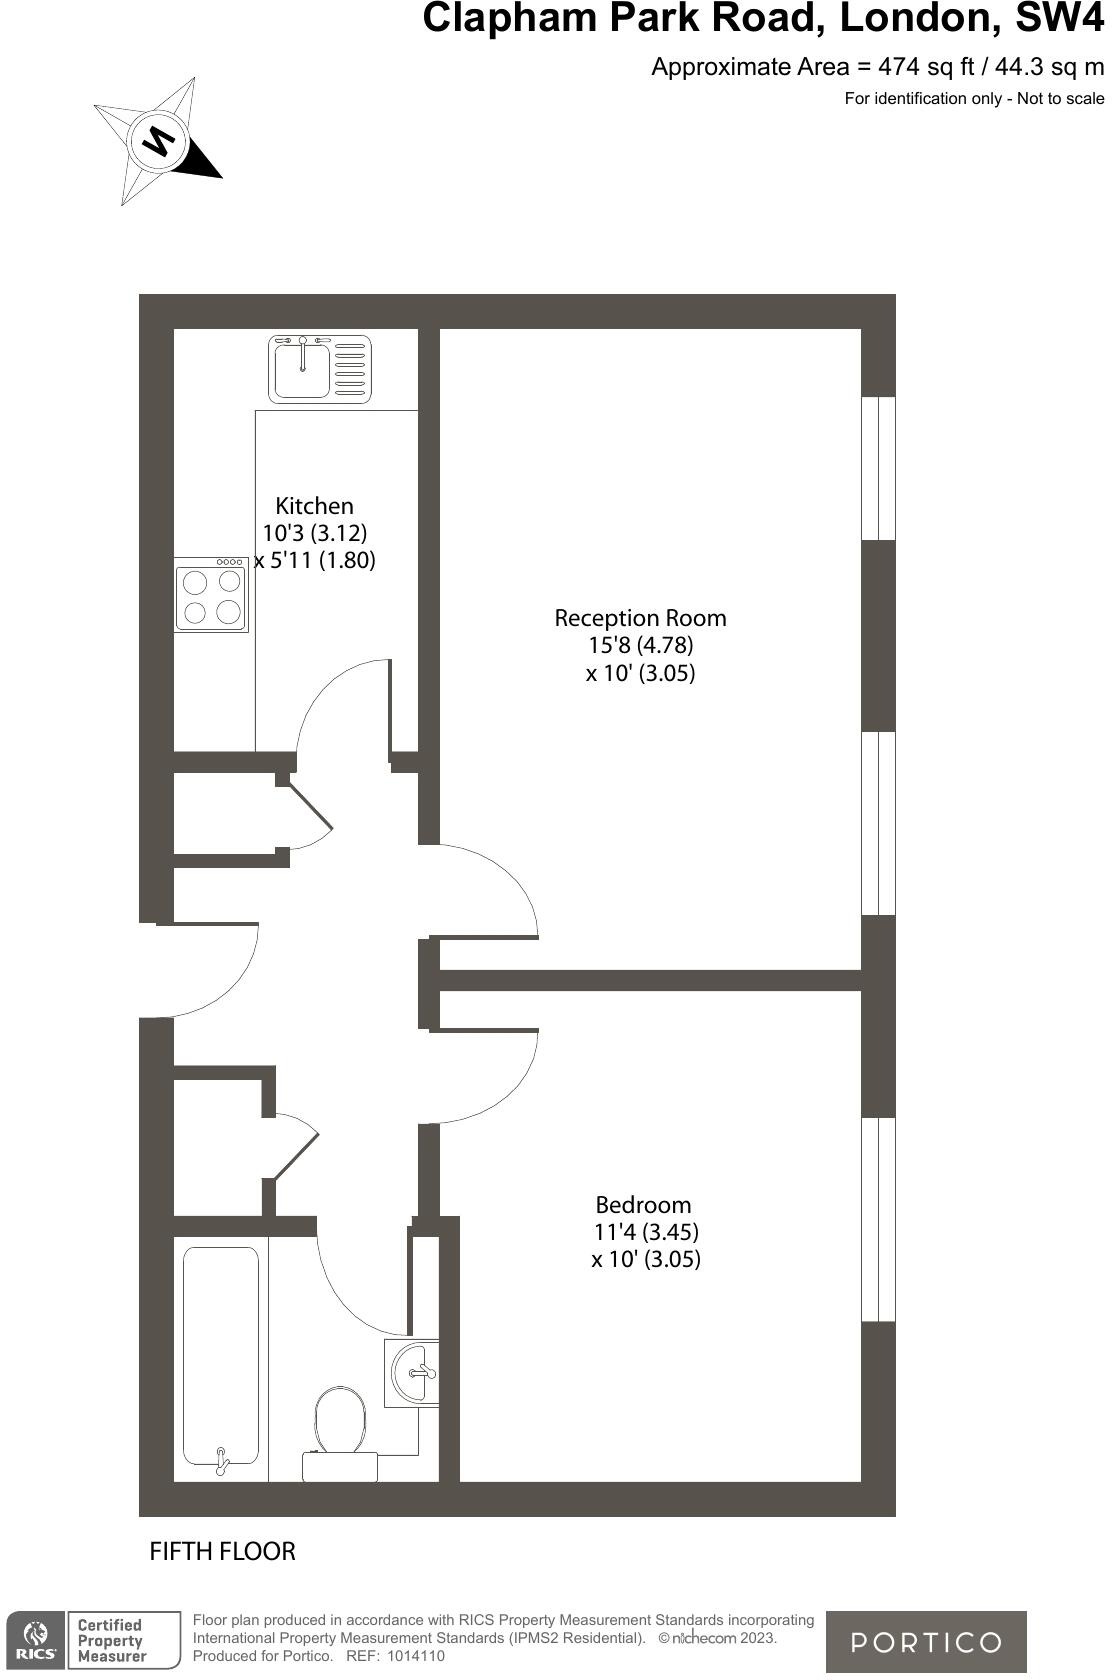 Clapham Park Road, London, SW4
Approximate Area = 474 sq ft / 44.3 sq m
For identification only - Not to scale
N
Kitchen
10'3 (3.12)
x 5'11 (1.80)
Reception Room
15'8 (4.78)
x 10' (3.05)
Bedroom
11'4 (3.45)
x 10' (3.05)
FIFTH FLOOR
RICS
Certified
Property
Measurer
Floor plan produced in accordance with RICS Property Measurement Standards incorporating
International Property Measurement Standards (IPMS2 Residential). © nichecom 2023.
Produced for Portico. REF: 1014110
PORTICO